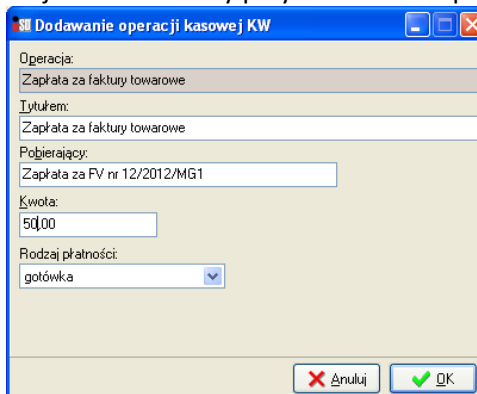 Dodawanie operacji kasowej KW
Operacja:
Zapłata za faktury towarowe
Tytułem:
Zapłata za faktury towarowe
Pobierający:
Zapłata za FV nr 12/2012/MG1
Kwota:
50,00
Rodzaj płatności:
gotówka
Anuluj OK